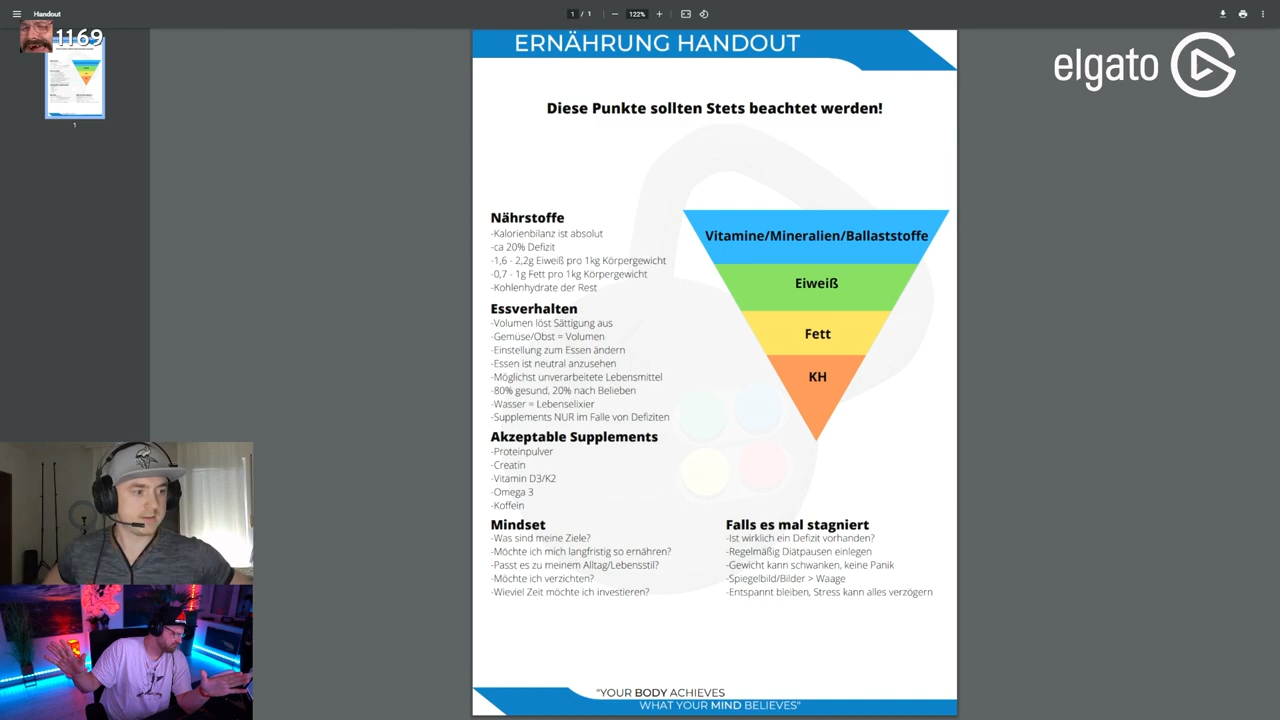 Handout
1 / 1
122%
1169
1
elgato
ERNÄHRUNG HANDOUT
Diese Punkte sollten Stets beachtet werden!
Nährstoffe
-Kalorienbilanz ist absolut
-ca 20% Defizit
-1,6 - 2,2g Eiweiß pro 1kg Körpergewicht
-0,7 - 1g Fett pro 1kg Körpergewicht
-Kohlenhydrate der Rest
Vitamine/Mineralien/Ballaststoffe
Eiweiß
Fett
KH
Essverhalten
-Volumen löst Sättigung aus
-Gemüse/Obst = Volumen
-Einstellung zum Essen ändern
-Essen ist neutral anzusehen
-Möglichst unverarbeitete Lebensmittel
-80% gesund, 20% nach Belieben
-Wasser = Lebenselixier
-Supplements NUR im Falle von Defiziten
Akzeptable Supplements
-Proteinpulver
-Creatin
-Vitamin D3/K2
-Omega 3
-Koffein
Mindset
-Was sind meine Ziele?
-Möchte ich mich langfristig so ernähren?
-Passt es zu meinem Alltag/Lebensstil?
-Möchte ich verzichten?
-Wieviel Zeit möchte ich investieren?
Falls es mal stagniert
-Ist wirklich ein Defizit vorhanden?
-Regelmäßig Diätpausen einlegen
-Gewicht kann schwanken, keine Panik
-Spiegelbild/Bilder > Waage
-Entspannt bleiben, Stress kann alles verzögern
"YOUR BODY ACHIEVES
WHAT YOUR MIND BELIEVES"